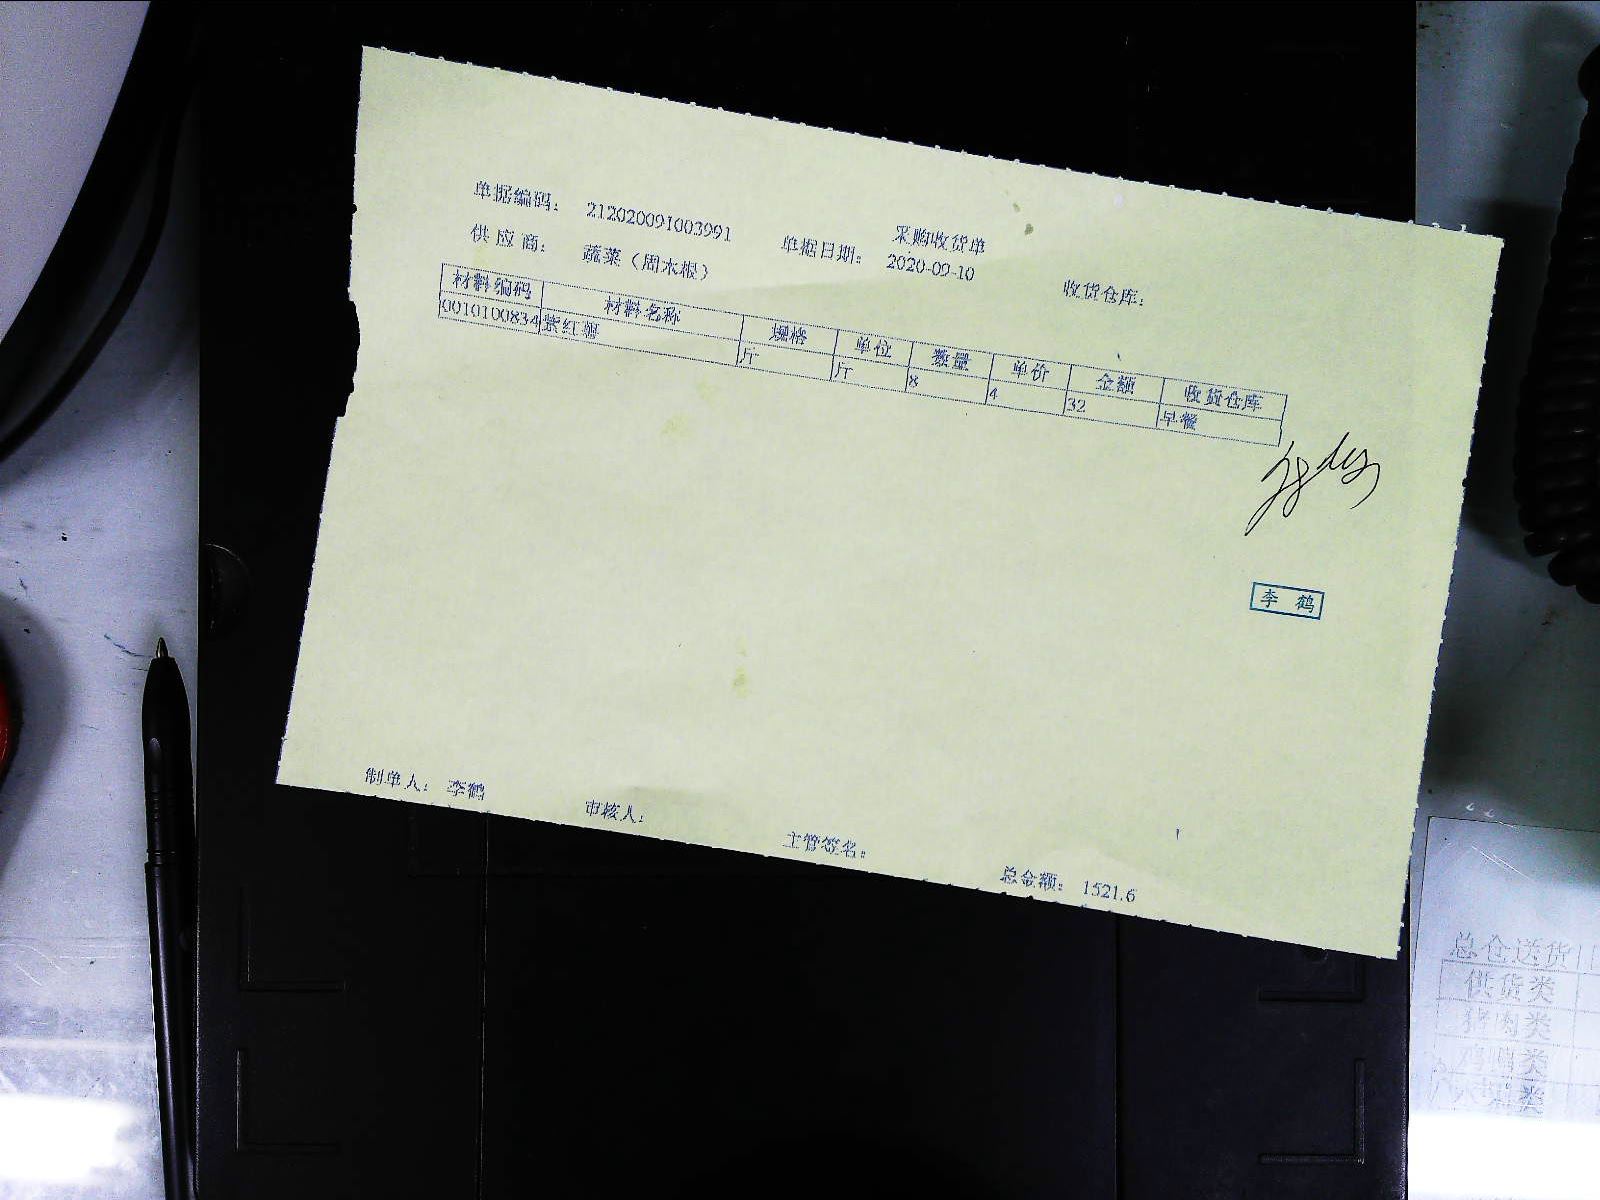 采购收货单
单据编码： 212020091003991 单据日期： 2020-09-10 收货仓库：
供应商： 蔬菜（周木根）
材料编码 材料名称 规格 单位 数量 单价 金额 收货仓库
0010100834 紫红薯 斤 斤 8 4 32 早餐
李鹤
制单人： 李鹤 审核人： 主管签名： 总金额： 1521.6
总仓送货
供货类
猪肉类
鸡鸭类